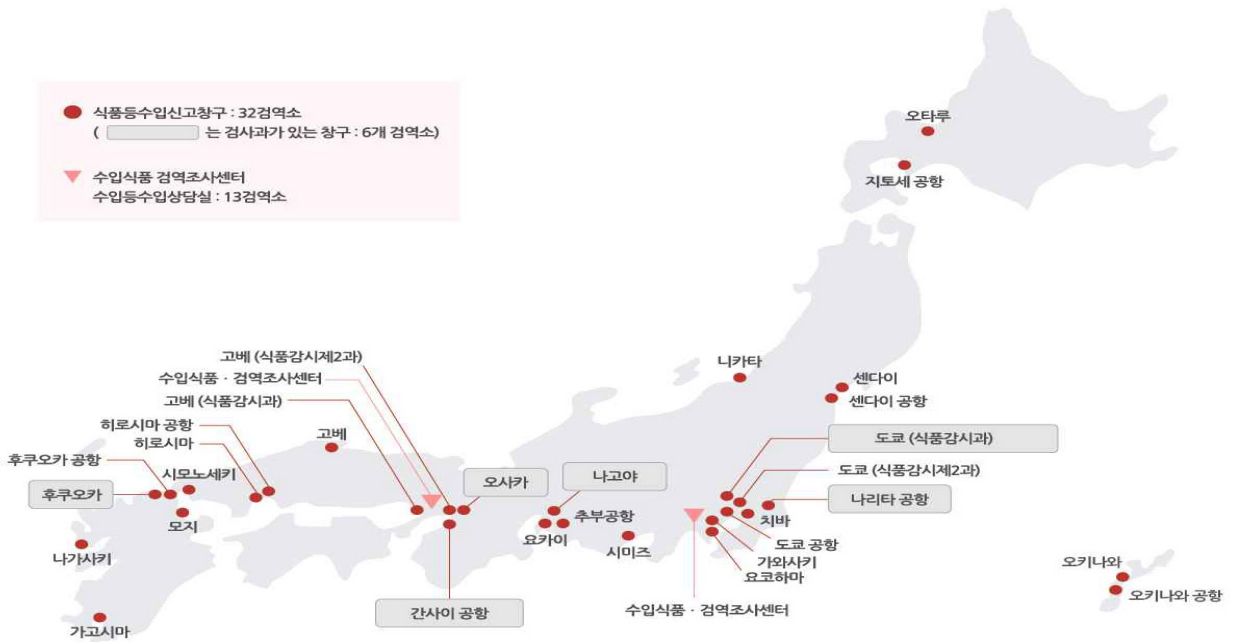 식품등수입신고창구 : 32검역소
( 는 검사과가 있는 창구 : 6개 검역소)
수입식품 검역조사센터
수입등수입상담실 : 13검역소
오타루
지토세 공항
고베 (식품감시제2과)
수입식품 · 검역조사센터
고베 (식품감시과)
히로시마 공항
히로시마
고베
후쿠오카 공항
시모노세키
후쿠오카
모지
나가사키
가고시마
오사카
나고야
추부공항
요카이
간사이 공항
시미즈
니카타
센다이
센다이 공항
도쿄 (식품감시과)
도쿄 (식품감시제2과)
나리타 공항
치바
도쿄 공항
가와사키
요코하마
수입식품 · 검역조사센터
오키나와
오키나와 공항